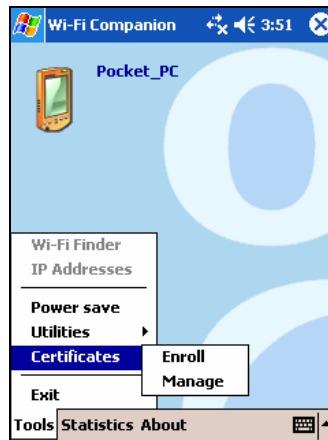 Wi-Fi Companion 3:51
Pocket_PC
Wi-Fi Finder
IP Addresses
Power save
Utilities
Certificates
Enroll
Manage
Exit
Tools Statistics About